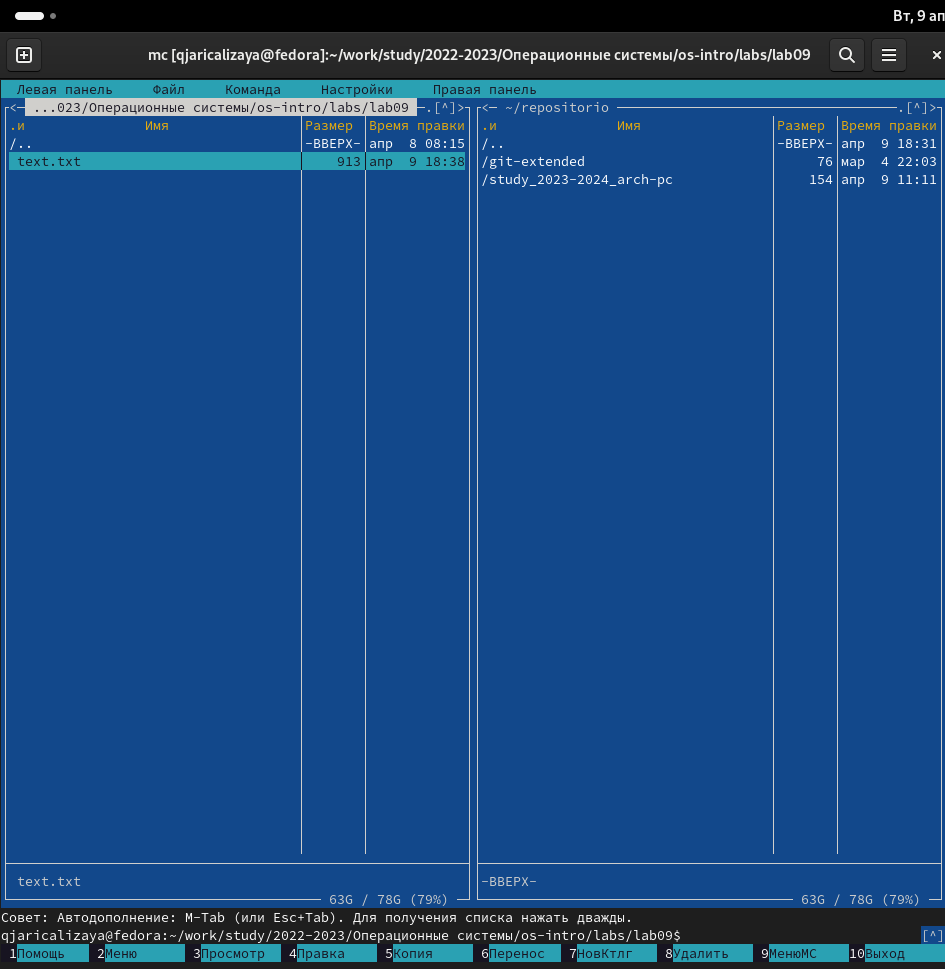 Вт, 9 ап
mc [qjaricalizaya@fedora]:~/work/study/2022-2023/Операционные системы/os-intro/labs/lab09
Левая панель Файл Команда Настройки Правая панель
<─ ...023/Операционные системы/os-intro/labs/lab09 ─.[^]> <─ ~/repositorio ─.[^]>
.и Имя Размер Время правки .и Имя Размер Время правки
/.. -ВВЕРХ- апр 8 08:15 /.. -ВВЕРХ- апр 9 18:31
text.txt 913 апр 9 18:38 /git-extended 76 мар 4 22:03
/study_2023-2024_arch-pc 154 апр 9 11:11
text.txt -ВВЕРХ-
63G / 78G (79%) 63G / 78G (79%)
Совет: Автодополнение: M-Tab (или Esc+Tab). Для получения списка нажать дважды.
qjaricalizaya@fedora:~/work/study/2022-2023/Операционные системы/os-intro/labs/lab09$ [^]
1Помощь 2Меню 3Просмотр 4Правка 5Копия 6Перенос 7НовКтлг 8Удалить 9МенюМС 10Выход